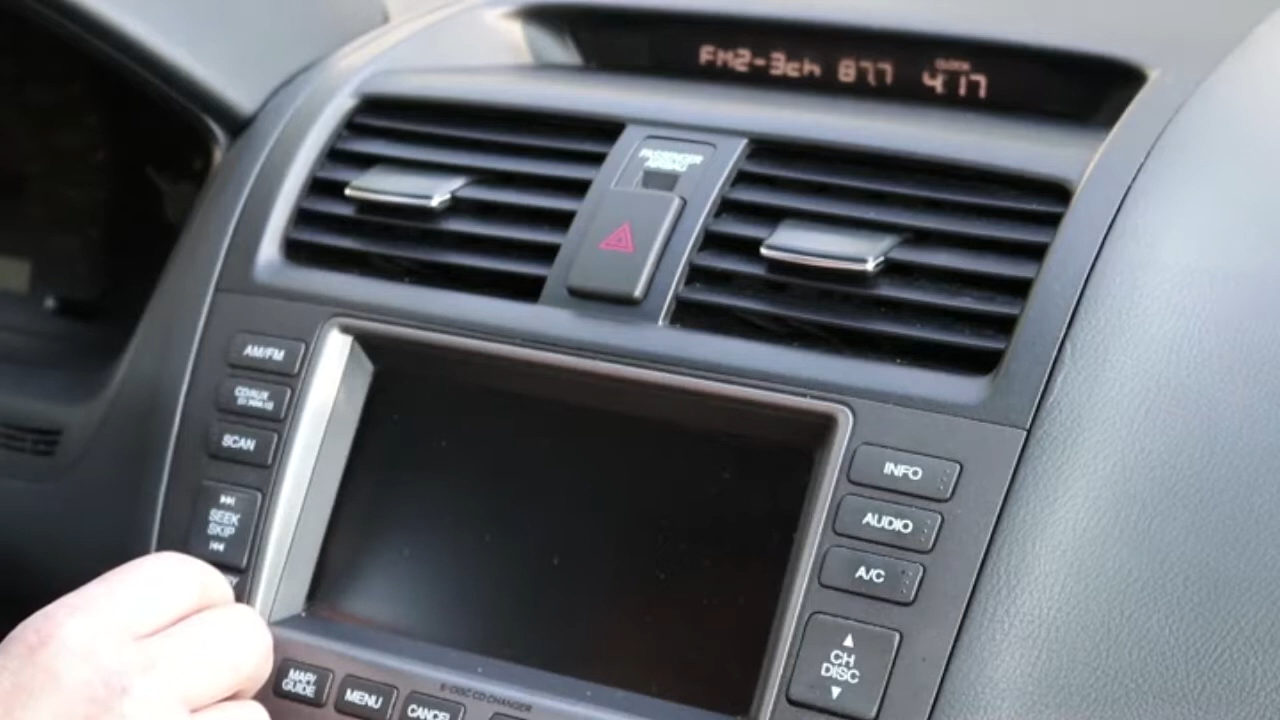 FM2-3ch 87.7 CLOCK 4:17
PASSENGER
AIRBAG
AM/FM
CD/AUX
SCAN
SEEK
SKIP
INFO
AUDIO
A/C
CH
DISC
MAP/
GUIDE
MENU
CANCEL
6-DISC CD CHANGER